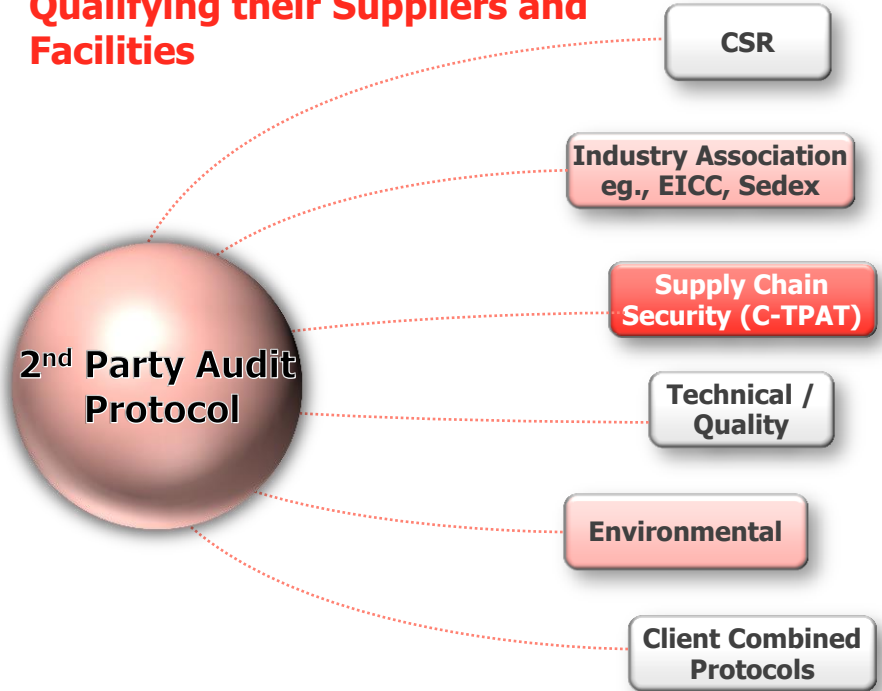 Qualifying their Suppliers and
Facilities
CSR
Industry Association
eg., EICC, Sedex
Supply Chain
Security (C-TPAT)
2nd Party Audit
Protocol
Technical /
Quality
Environmental
Client Combined
Protocols